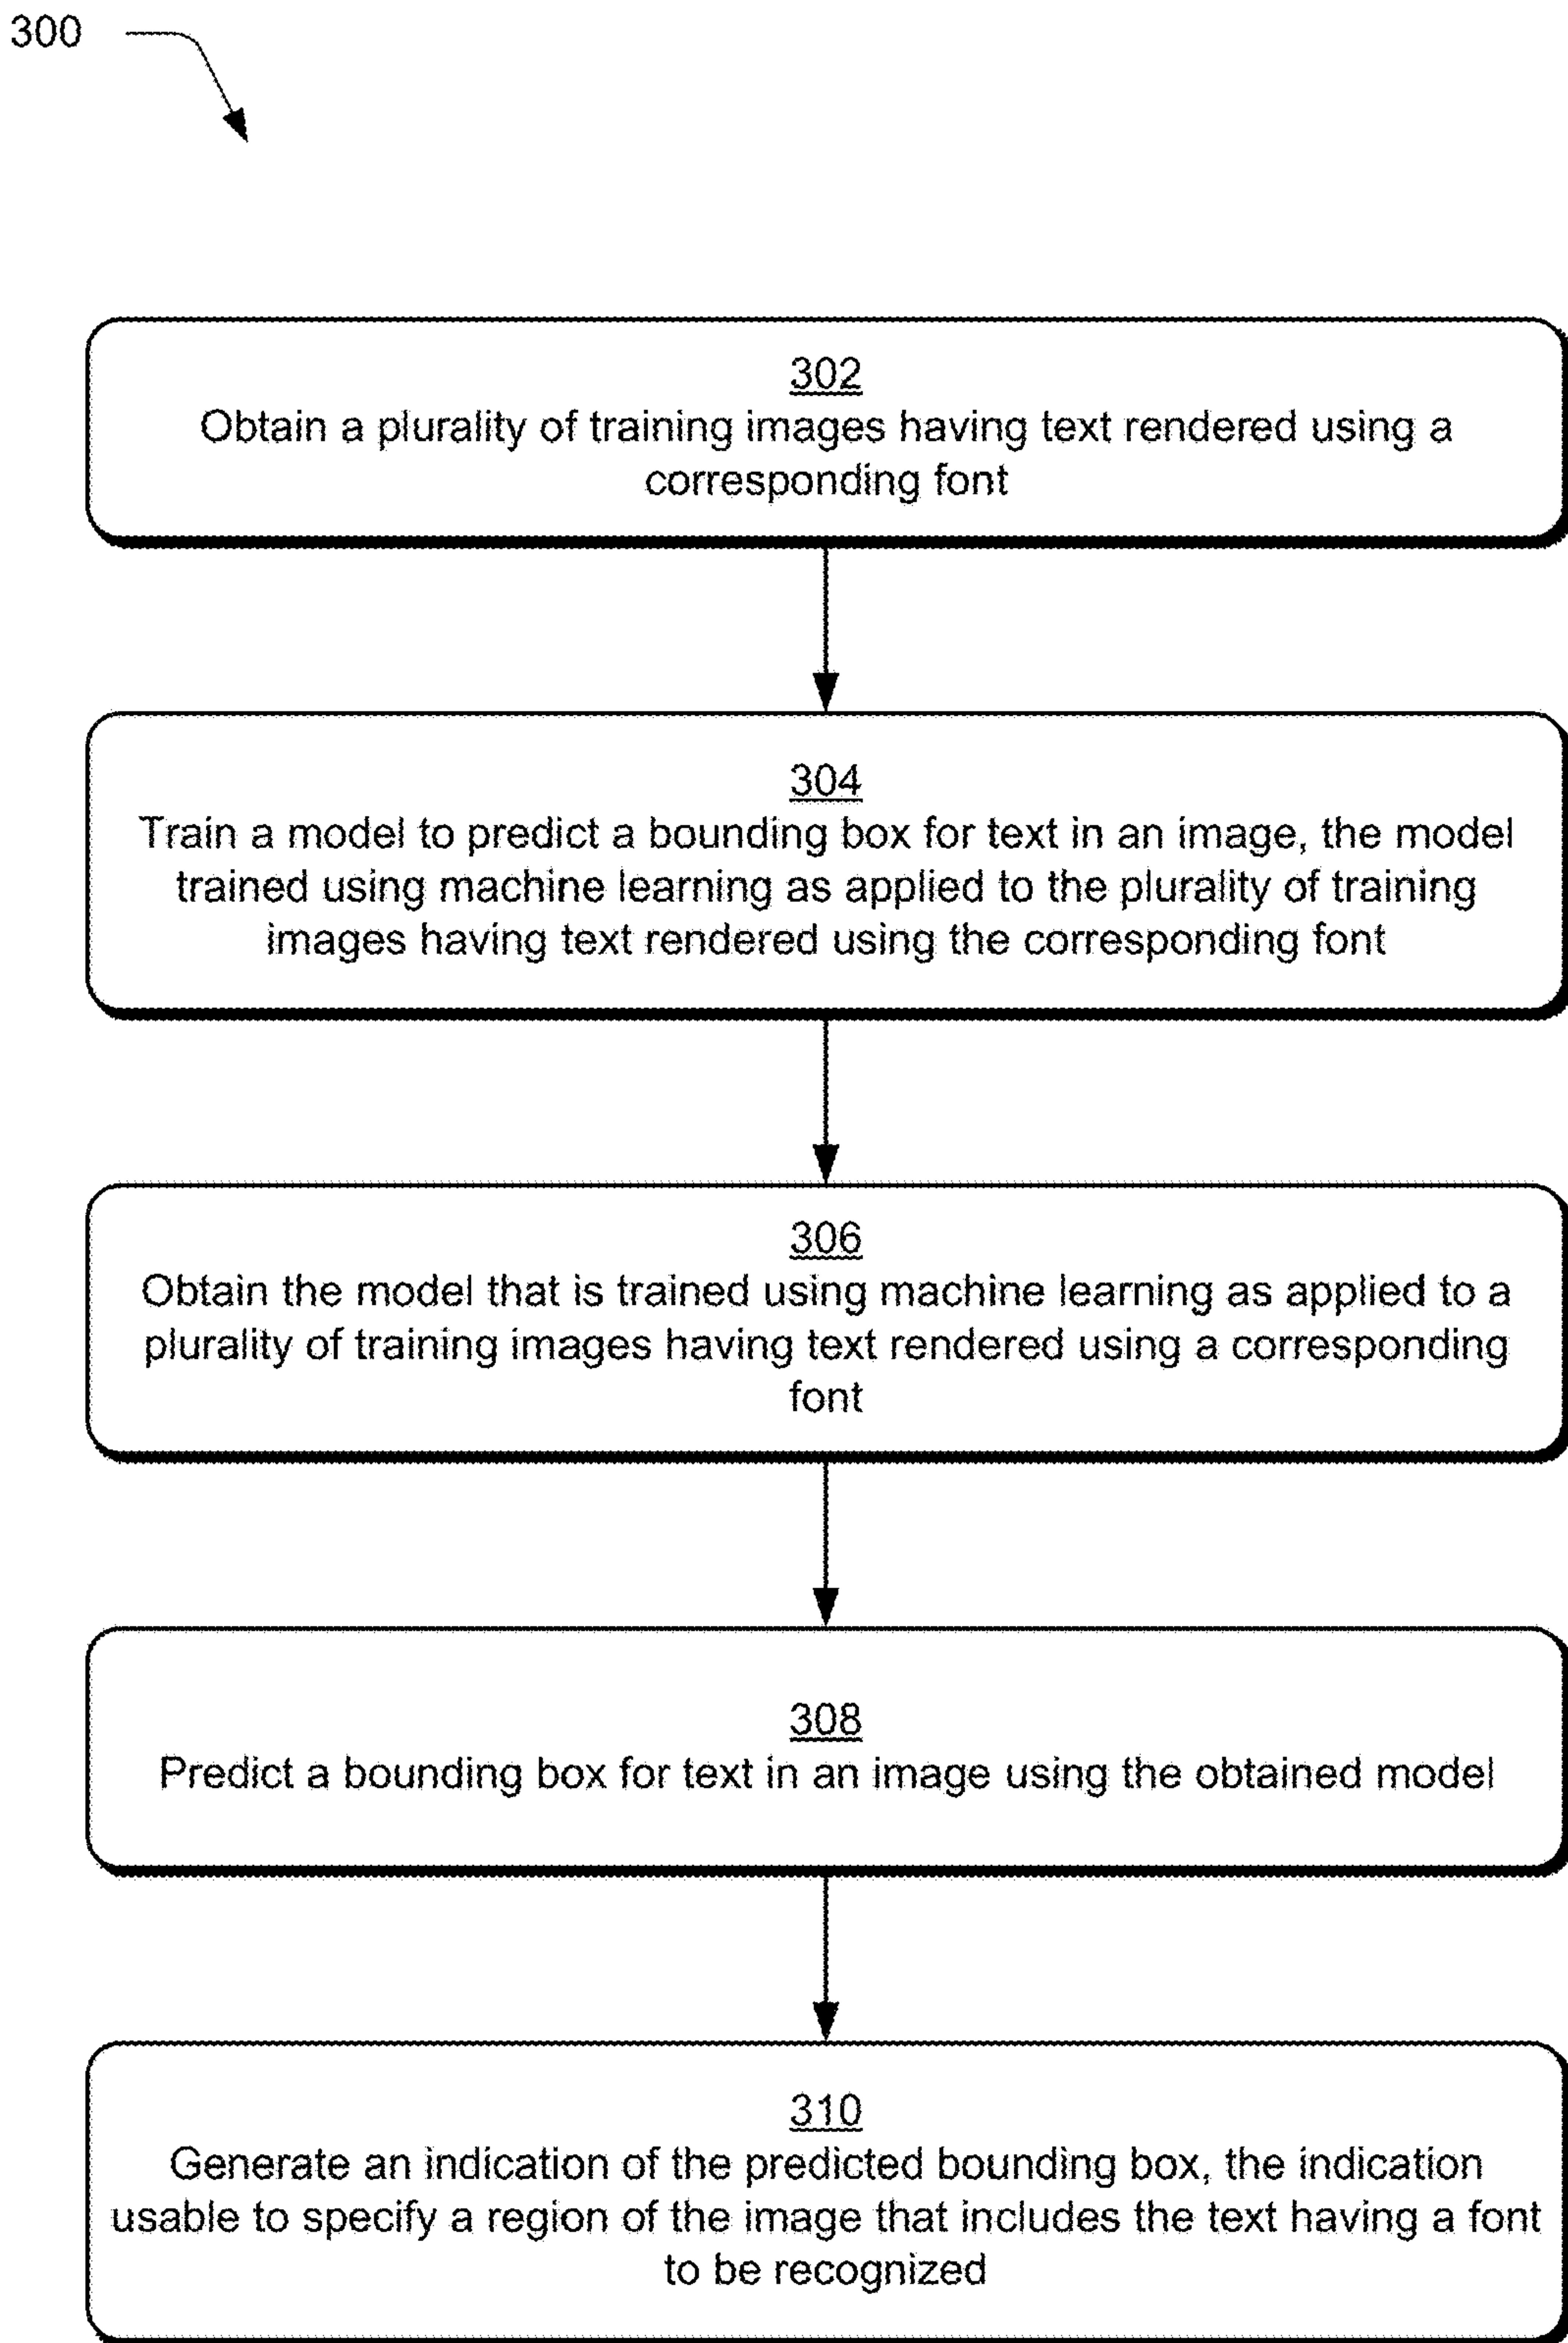 300
302
Obtain a plurality of training images having text rendered using a
corresponding font
304
Train a model to predict a bounding box for text in an image, the model
trained using machine learning as applied to the plurality of training
images having text rendered using the corresponding font
306
Obtain the model that is trained using machine learning as applied to a
plurality of training images having text rendered using a corresponding
font
308
Predict a bounding box for text in an image using the obtained model
310
Generate an indication of the predicted bounding box, the indication
usable to specify a region of the image that includes the text having a font
to be recognized